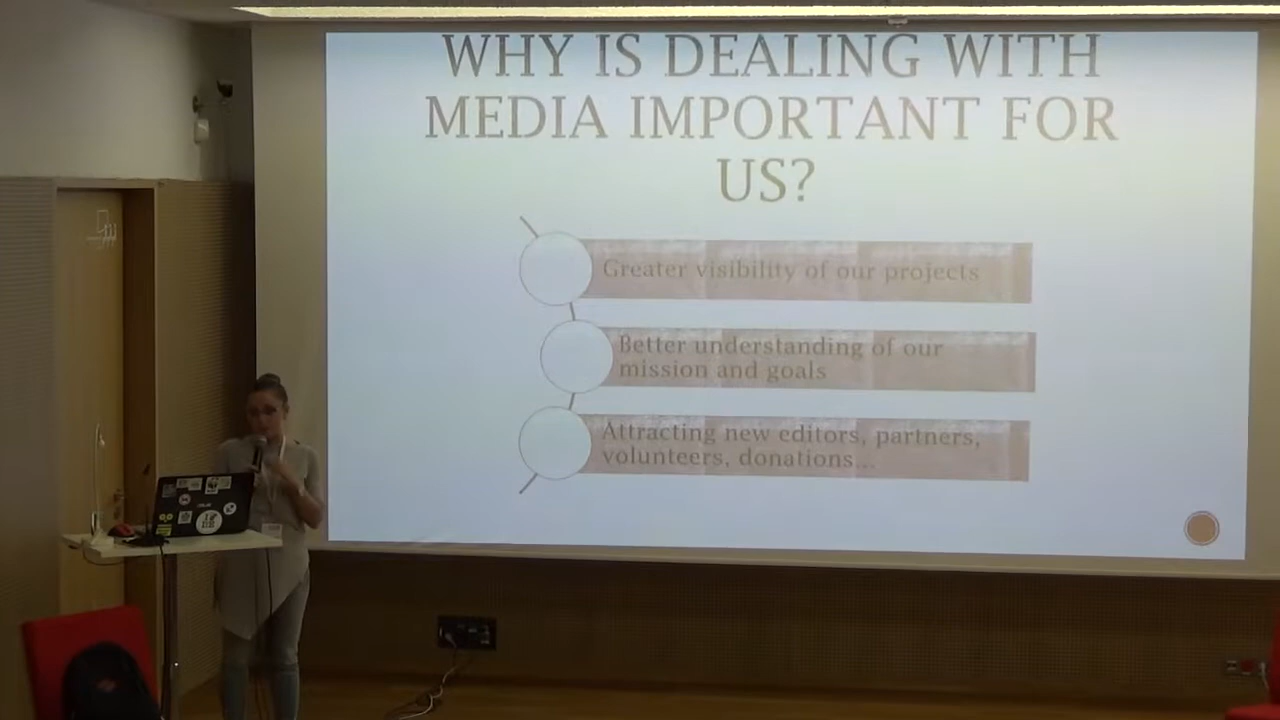 WHY IS DEALING WITH
MEDIA IMPORTANT FOR
US?
Greater visibility of our projects
Better understanding of our
mission and goals
Attracting new editors, partners,
volunteers, donations...